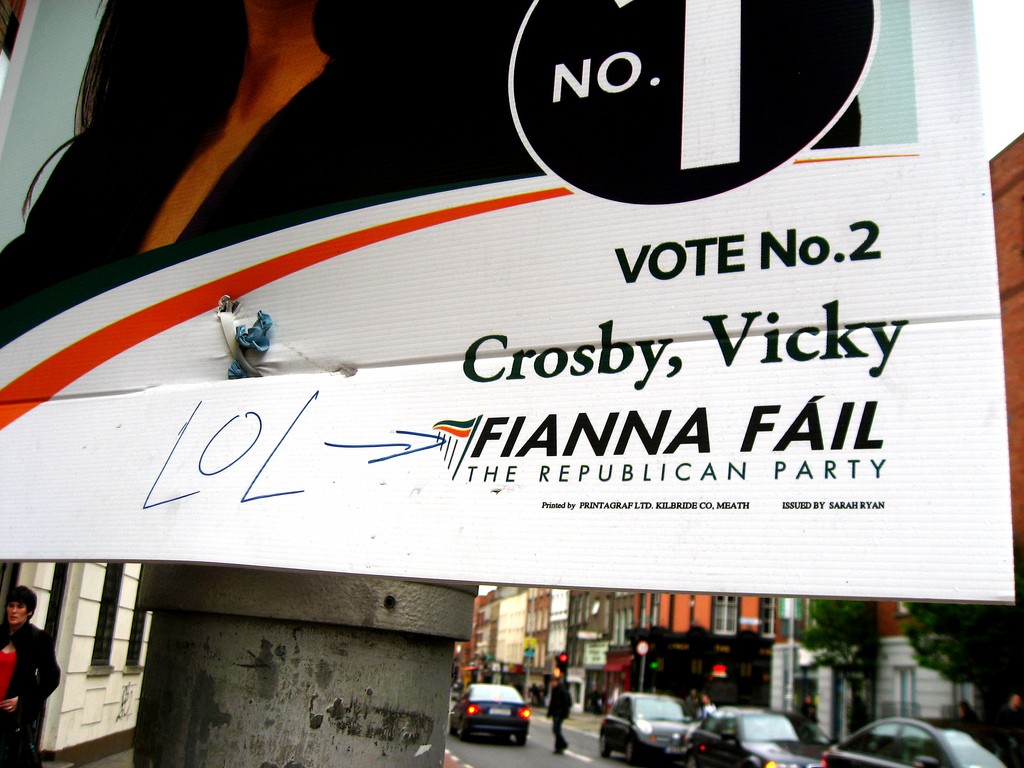 NO. 1
VOTE No.2
Crosby, Vicky
LOL → FIANNA FÁIL
THE REPUBLICAN PARTY
Printed by PRINTAGRAF LTD. KILBRIDE CO, MEATH ISSUED BY SARAH RYAN